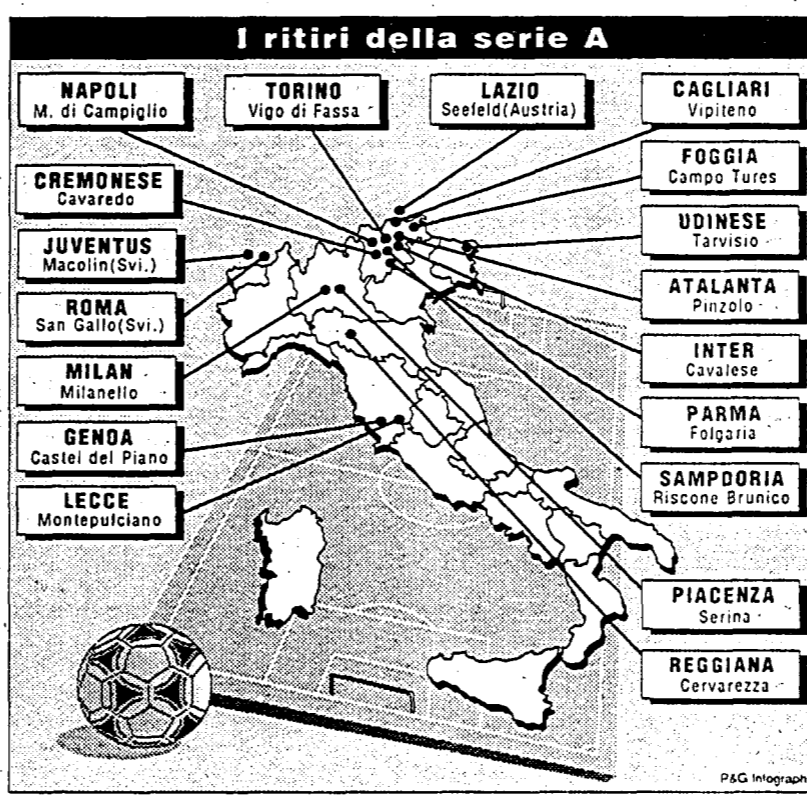 I ritiri della serie A
NAPOLI
M. di Campiglio
TORINO
Vigo di Fassa
LAZIO
Seefeld(Austria)
CAGLIARI
Vipiteno
CREMONESE
Cavaredo
JUVENTUS
Macolin(Svi.)
ROMA
San Gallo(Svi.)
MILAN
Milanello
GENOA
Castel del Piano
LECCE
Montepulciano
FOGGIA
Campo Tures
UDINESE
Tarvisio
ATALANTA
Pinzolo
INTER
Cavalese
PARMA
Folgaria
SAMPDORIA
Riscone Brunico
PIACENZA
Serina
REGGIANA
Cervarezza
P&G Infograph